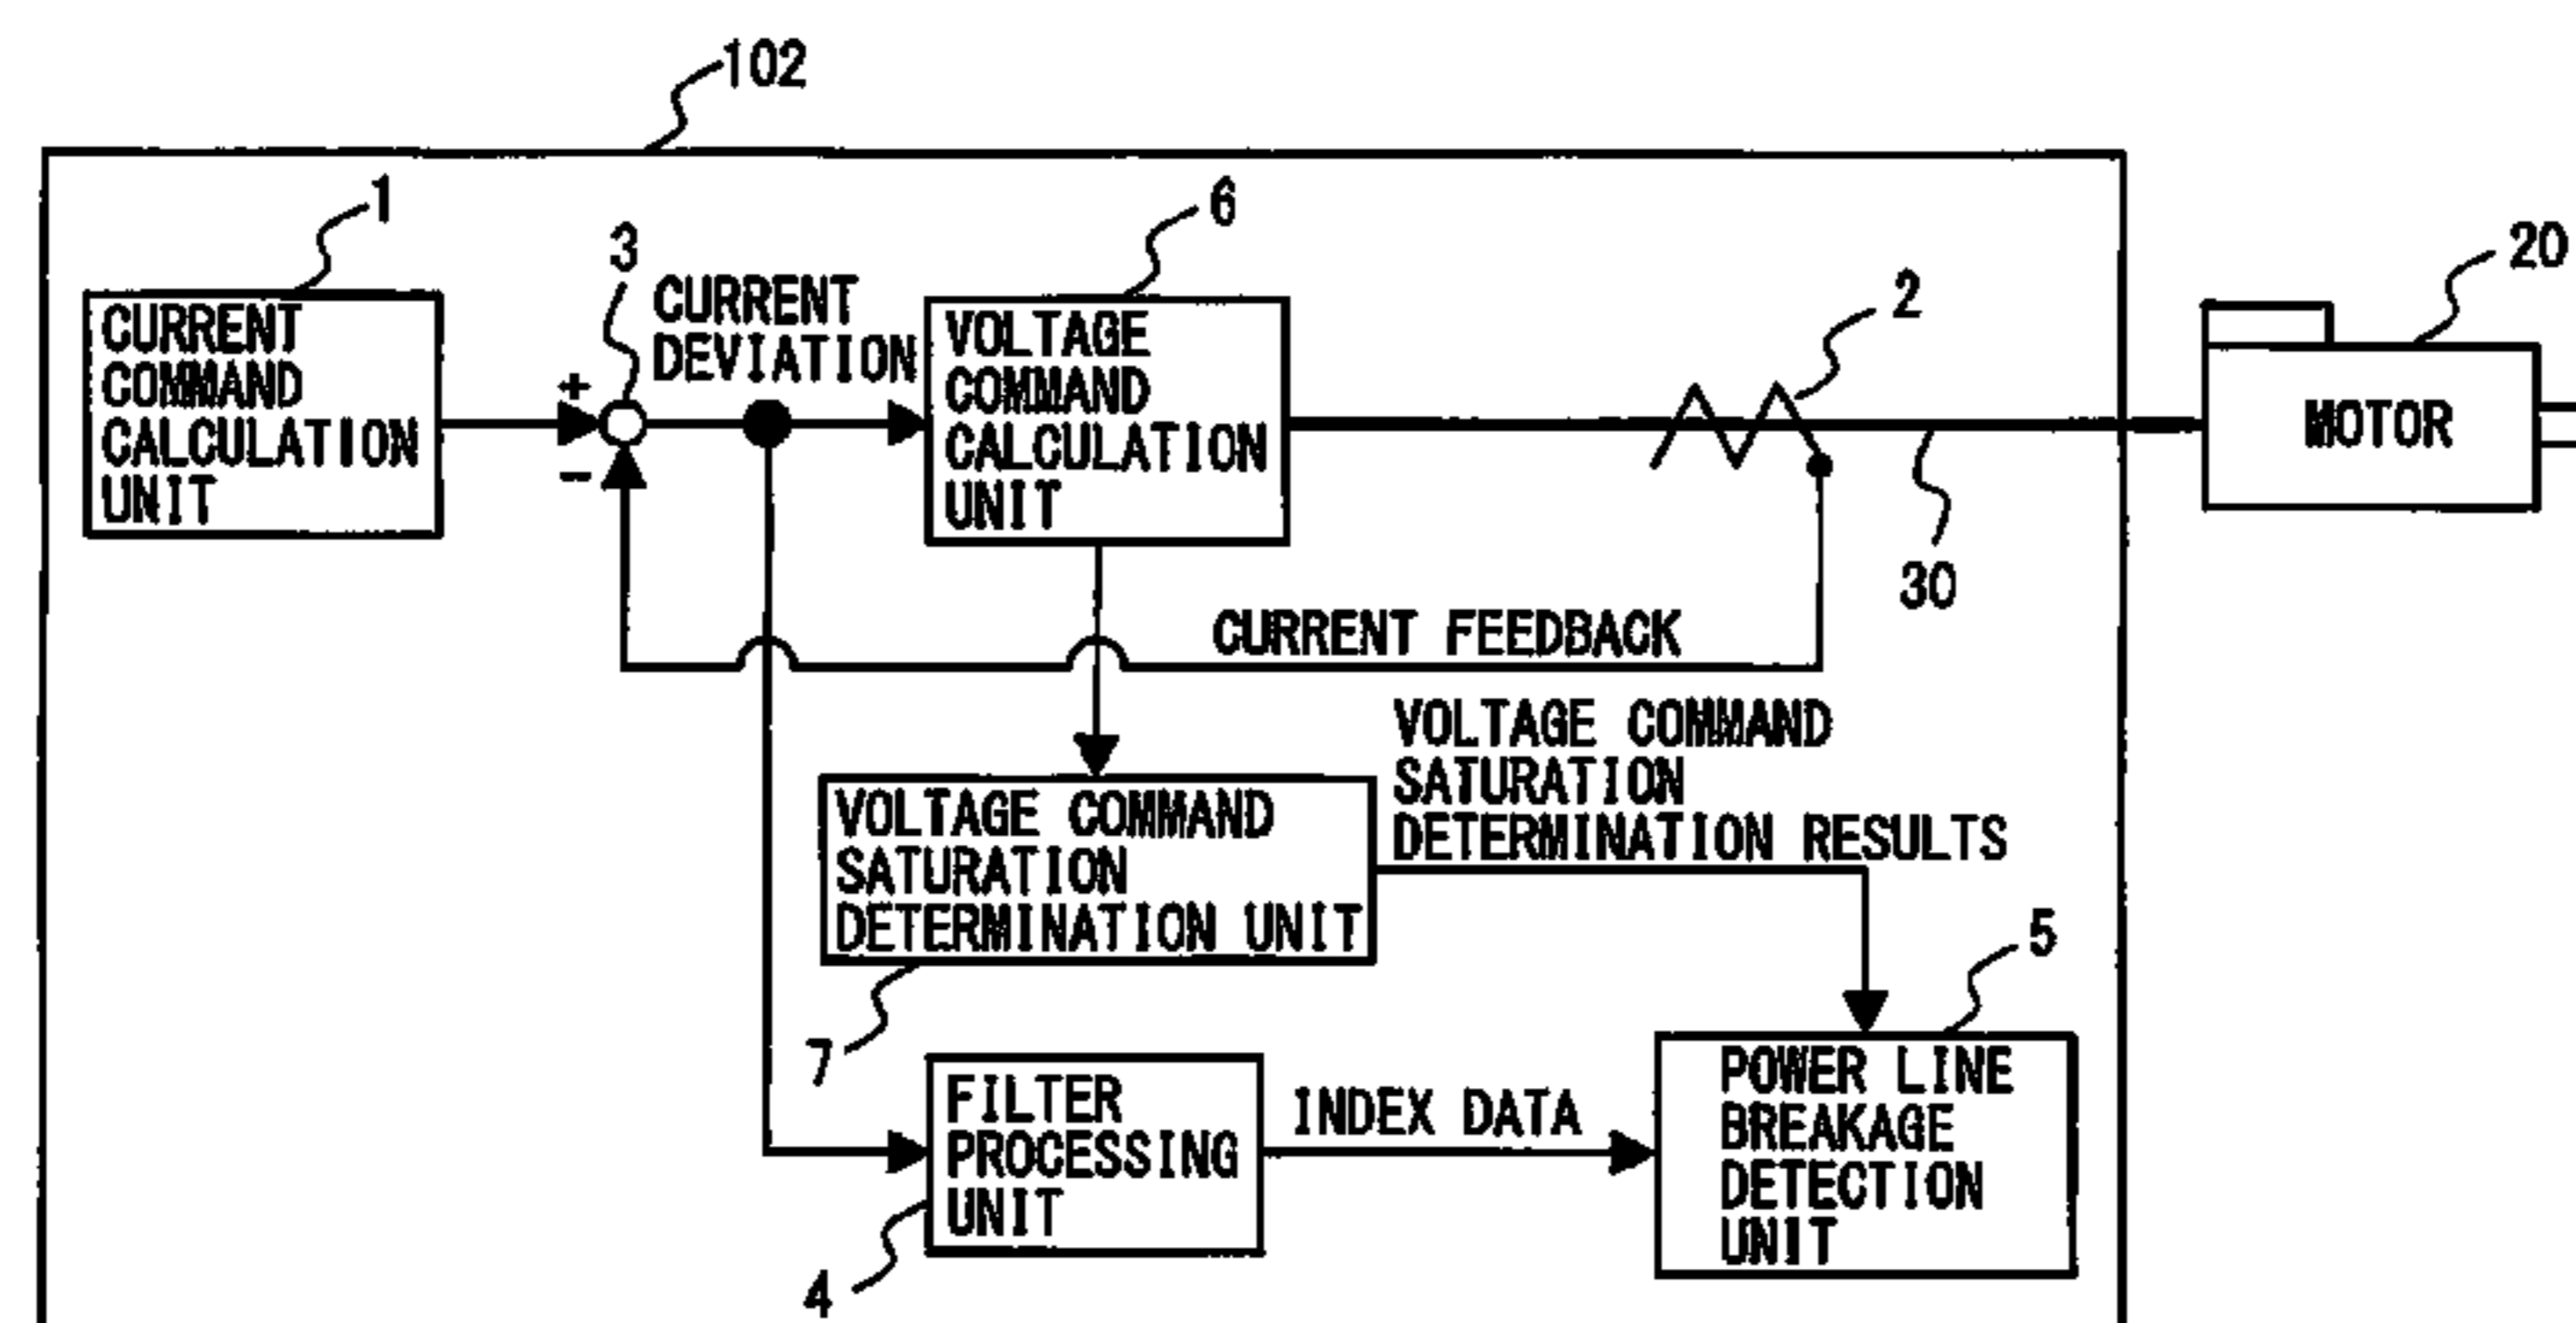 102
1
CURRENT
COMMAND
CALCULATION
UNIT
3
+
-
CURRENT
DEVIATION
6
VOLTAGE
COMMAND
CALCULATION
UNIT
2
20
MOTOR
30
CURRENT FEEDBACK
VOLTAGE COMMAND
SATURATION
DETERMINATION UNIT
7
VOLTAGE COMMAND
SATURATION
DETERMINATION RESULTS
5
FILTER
PROCESSING
UNIT
4
INDEX DATA
POWER LINE
BREAKAGE
DETECTION
UNIT